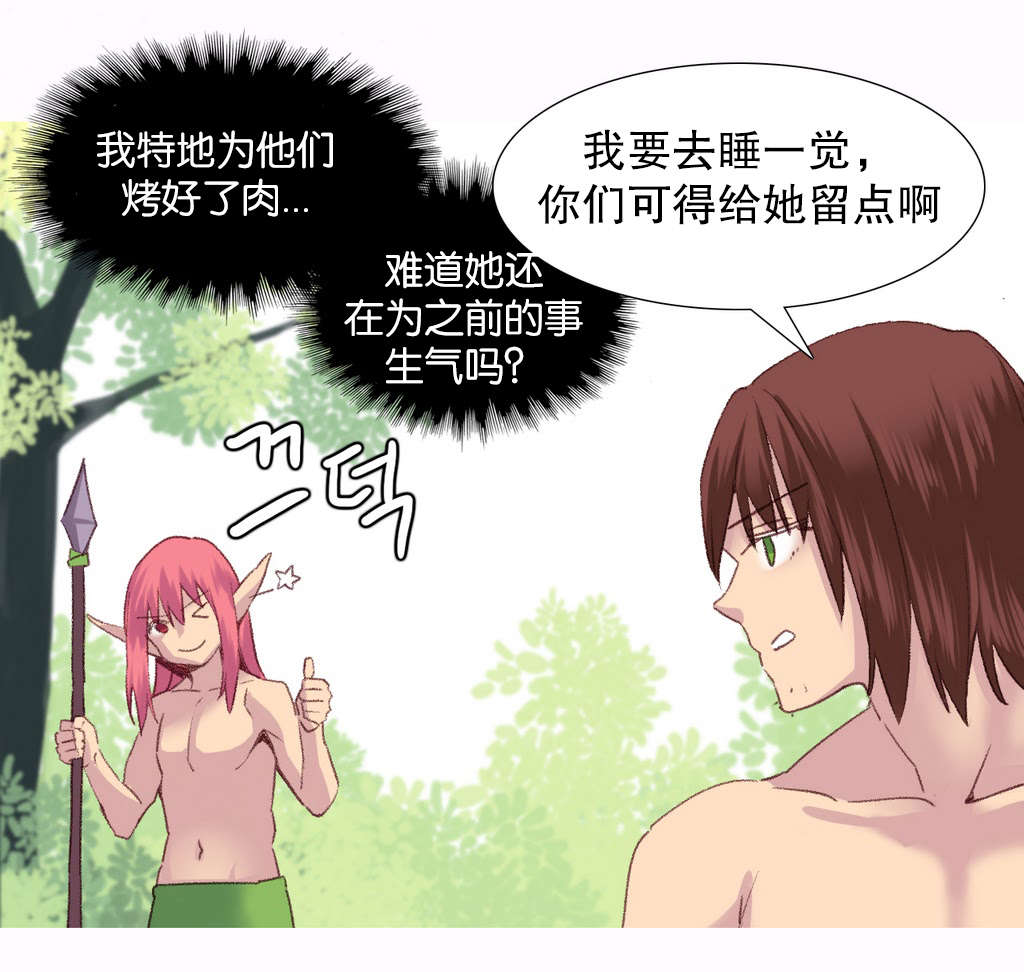 我特地为他们
烤好了肉...
难道她还
在为之前的事
生气吗？
我要去睡一觉，
你们可得给她留点啊
끄덕